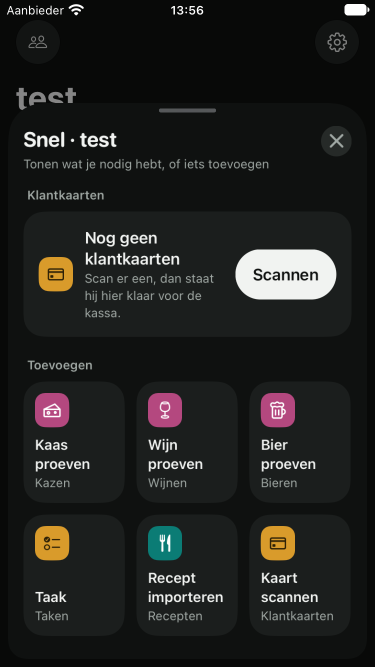 Aanbieder 13:56
test
Snel · test
Tonen wat je nodig hebt, of iets toevoegen
Klantkaarten
Nog geen
klantkaarten
Scan er een, dan staat
hij hier klaar voor de
kassa.
Scannen
Toevoegen
Kaas
proeven
Kazen
Wijn
proeven
Wijnen
Bier
proeven
Bieren
Taak
Taken
Recept
importeren
Recepten
Kaart
scannen
Klantkaarten